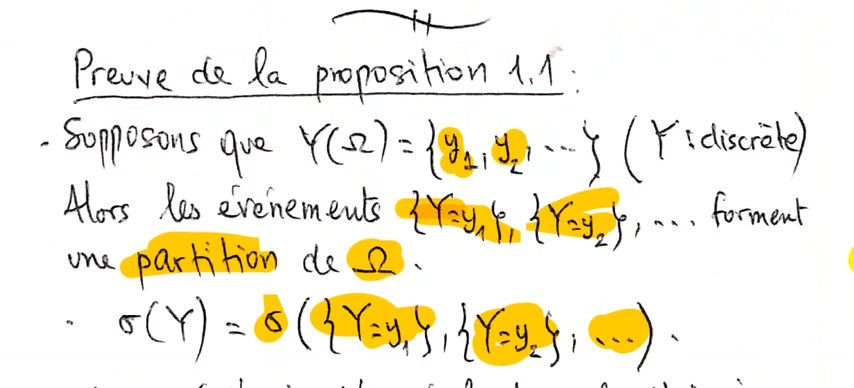 Preuve de la proposition 1.1 :
- Supposons que Y(Ω) = {y₁, y₂, ...} (Y : discrète)
Alors les événements {Y=y₁}, {Y=y₂}, ... forment
une partition de Ω.
. σ(Y) = σ({Y=y₁}, {Y=y₂}, ...).